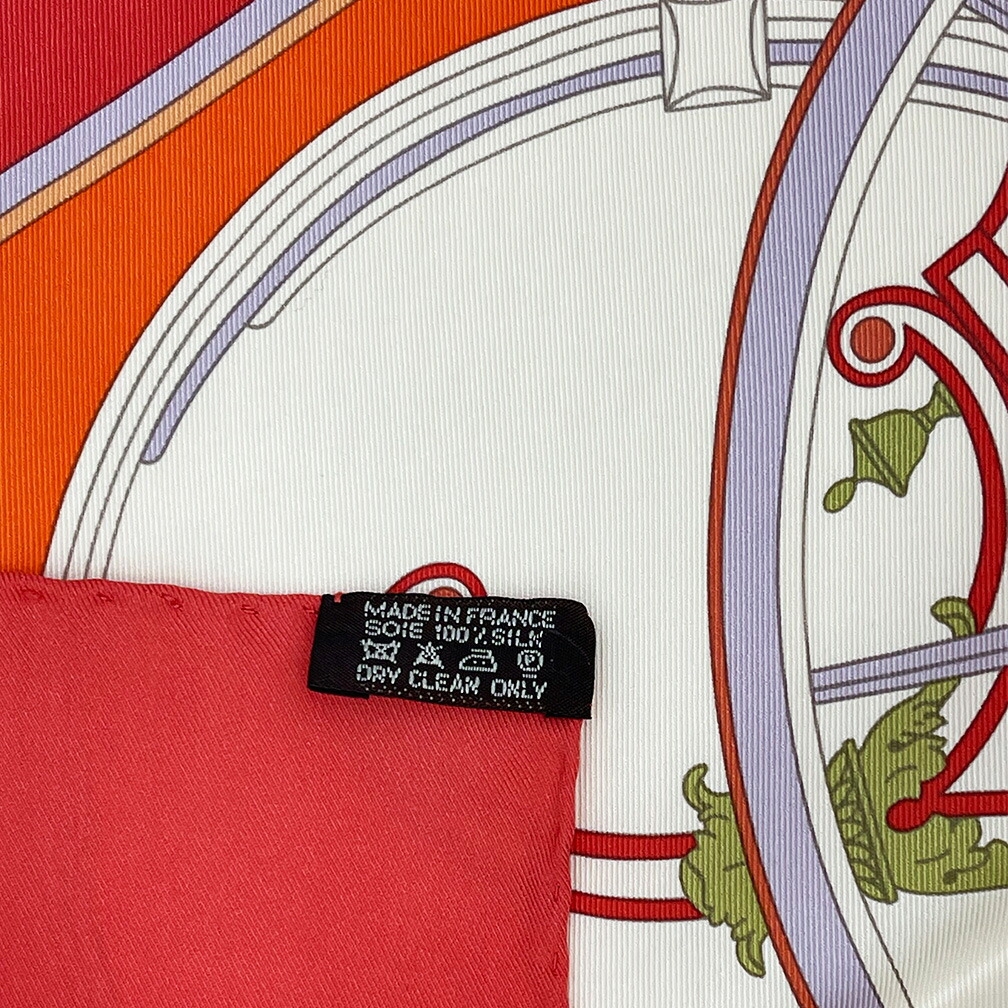 MADE IN FRANCE
SOIE 100% SILK
DRY CLEAN ONLY